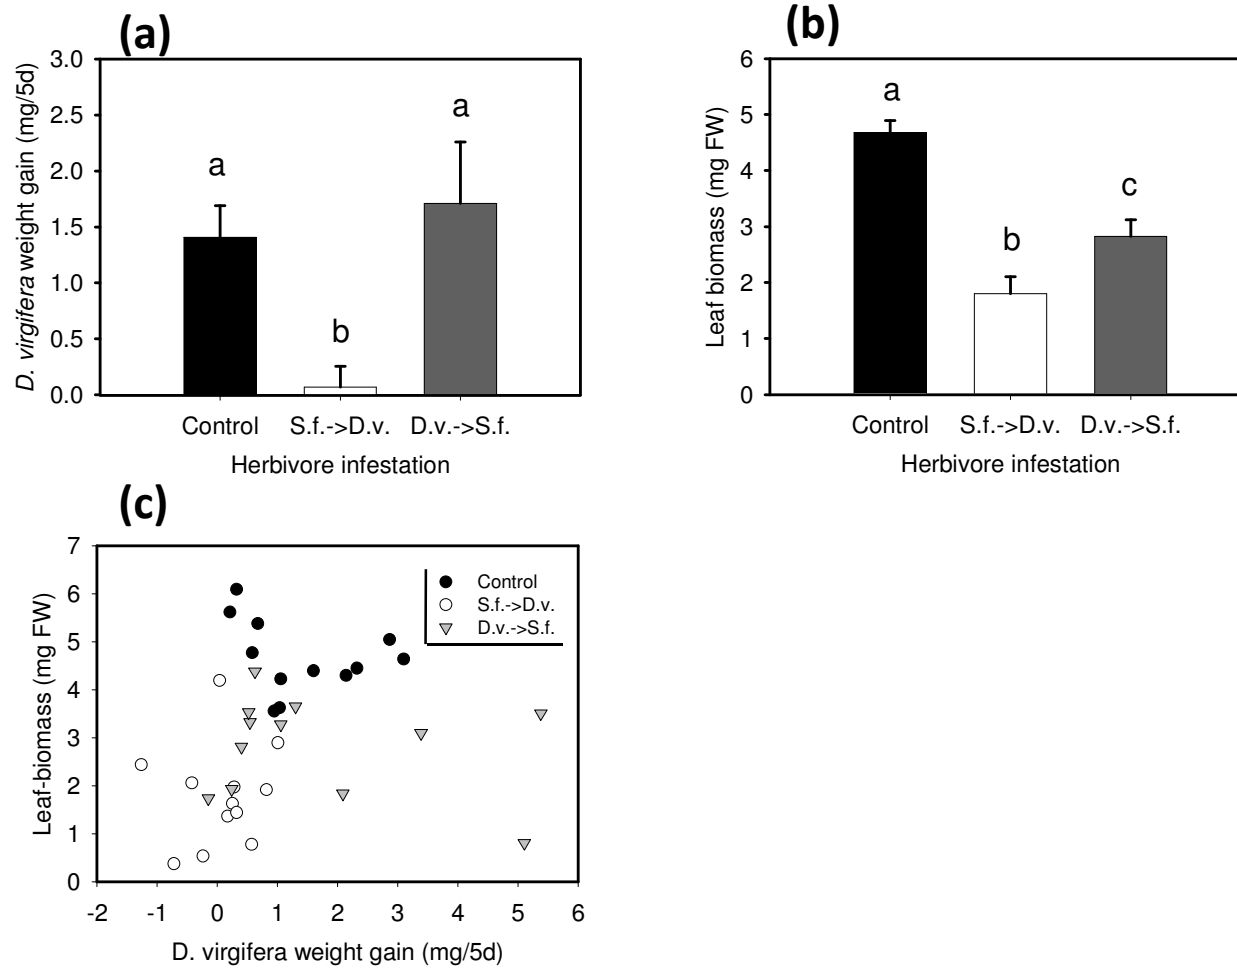 (a)
3.0
2.5
2.0
1.5
1.0
0.5
0.0
D. virgifera weight gain (mg/5d)
a
b
a
Control S.f.->D.v. D.v.->S.f.
Herbivore infestation
(b)
6
5
4
3
2
1
0
Leaf biomass (mg FW)
a
b
c
Control S.f.->D.v. D.v.->S.f.
Herbivore infestation
(c)
7
6
5
4
3
2
1
0
Leaf-biomass (mg FW)
Control
S.f.->D.v.
D.v.->S.f.
-2 -1 0 1 2 3 4 5 6
D. virgifera weight gain (mg/5d)